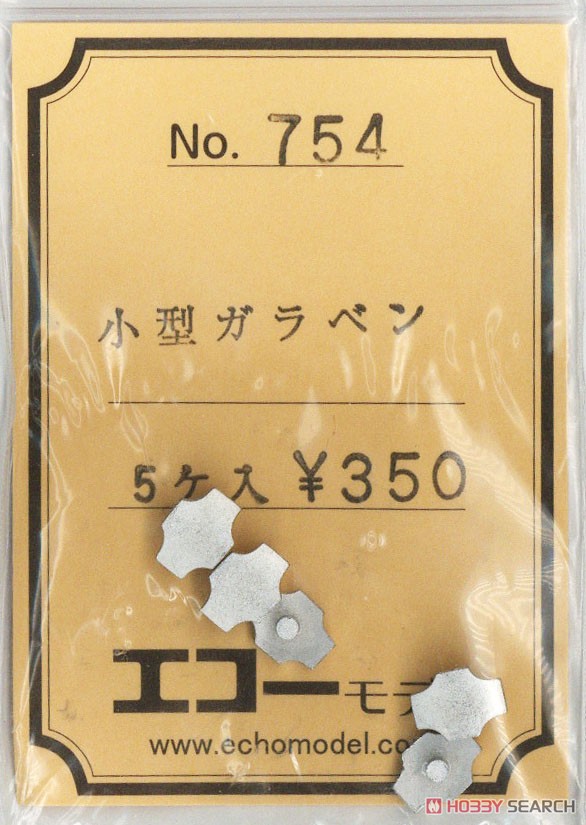 No. 754
小型ガラベン
5ケ入 ¥350
エコーモデ
www.echomodel.co
HOBBY SEARCH